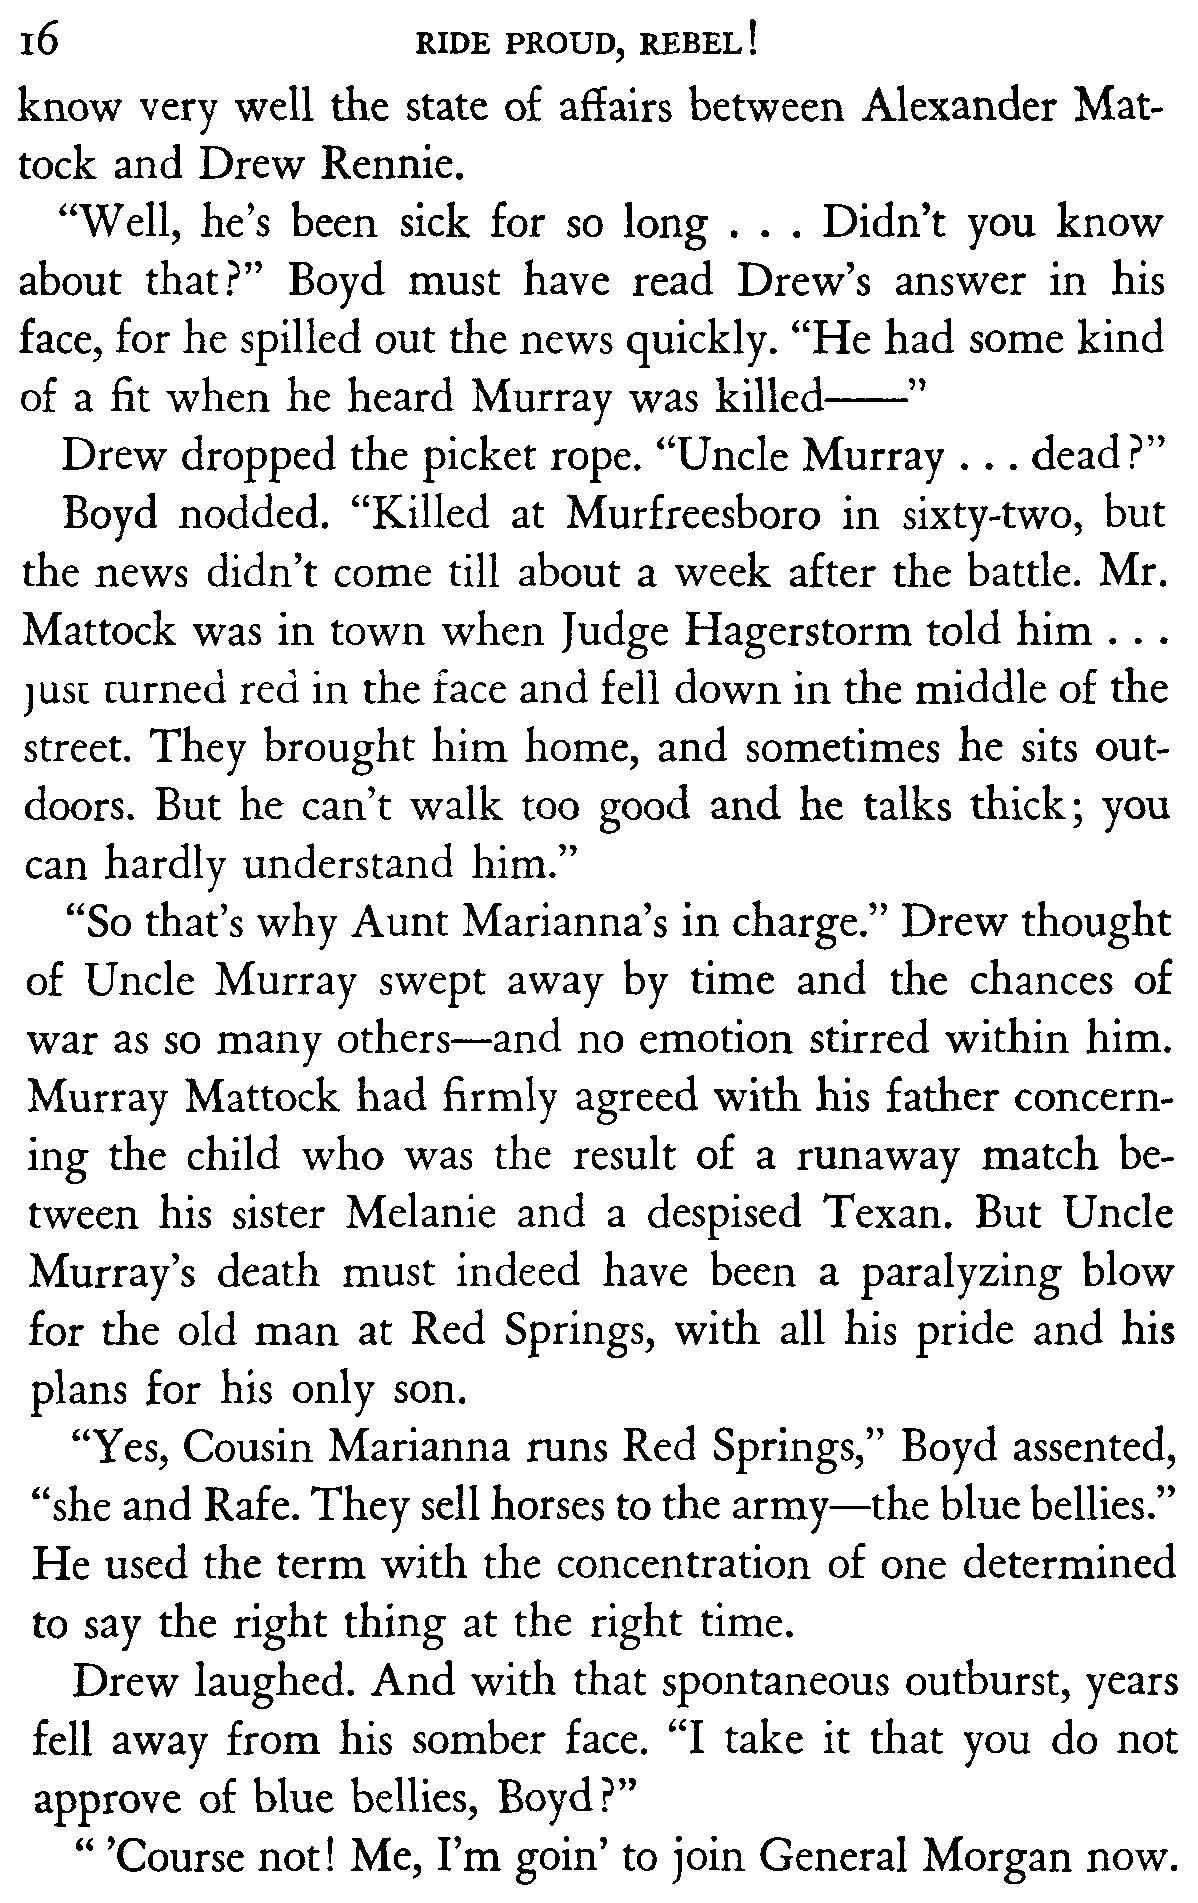 16 RIDE PROUD, REBEL!
know very well the state of affairs between Alexander Mat-
tock and Drew Rennie.
“Well, he’s been sick for so long . . . Didn’t you know
about that?” Boyd must have read Drew’s answer in his
face, for he spilled out the news quickly. “He had some kind
of a fit when he heard Murray was killed——”
Drew dropped the picket rope. “Uncle Murray . . . dead?”
Boyd nodded. “Killed at Murfreesboro in sixty-two, but
the news didn’t come till about a week after the battle. Mr.
Mattock was in town when Judge Hagerstorm told him . . .
just turned red in the face and fell down in the middle of the
street. They brought him home, and sometimes he sits out-
doors. But he can’t walk too good and he talks thick; you
can hardly understand him.”
“So that’s why Aunt Marianna’s in charge.” Drew thought
of Uncle Murray swept away by time and the chances of
war as so many others—and no emotion stirred within him.
Murray Mattock had firmly agreed with his father concern-
ing the child who was the result of a runaway match be-
tween his sister Melanie and a despised Texan. But Uncle
Murray’s death must indeed have been a paralyzing blow
for the old man at Red Springs, with all his pride and his
plans for his only son.
“Yes, Cousin Marianna runs Red Springs,” Boyd assented,
“she and Rafe. They sell horses to the army—the blue bellies.”
He used the term with the concentration of one determined
to say the right thing at the right time.
Drew laughed. And with that spontaneous outburst, years
fell away from his somber face. “I take it that you do not
approve of blue bellies, Boyd?”
“ ’Course not! Me, I’m goin’ to join General Morgan now.